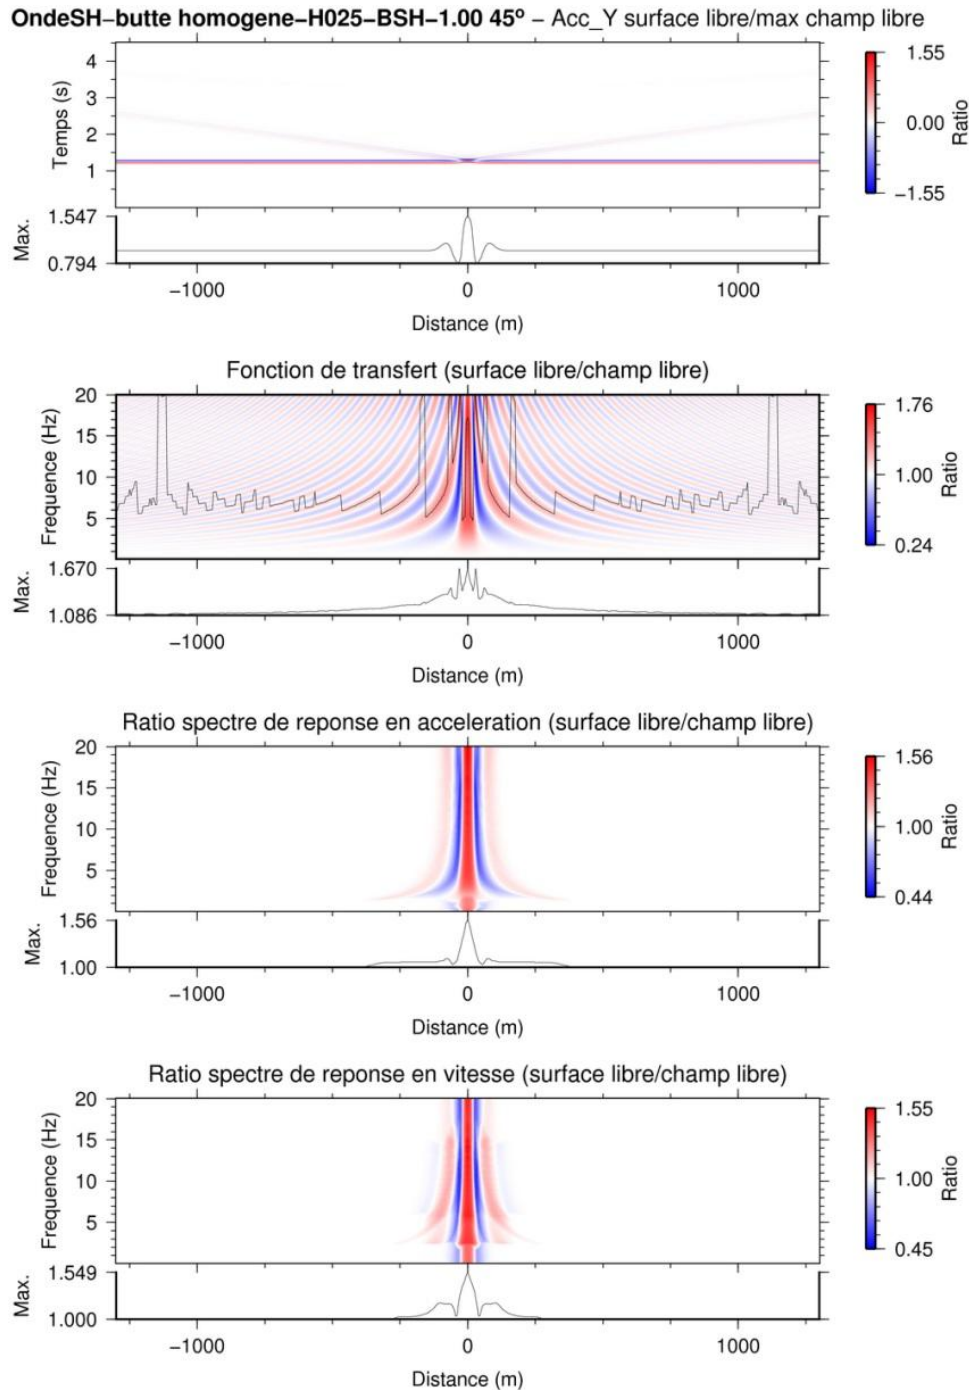 OndeSH−butte homogene−H025−BSH−1.00 45º − Acc_Y surface libre/max champ libre
4
3
2
1
Temps (s)
1.55
0.00
−1.55
Ratio
1.547
0.794
Max.
−1000 0 1000
Distance (m)
Fonction de transfert (surface libre/champ libre)
20
15
10
5
Frequence (Hz)
1.76
1.00
0.24
Ratio
1.670
1.086
Max.
−1000 0 1000
Distance (m)
Ratio spectre de reponse en acceleration (surface libre/champ libre)
20
15
10
5
Frequence (Hz)
1.56
1.00
0.44
Ratio
1.56
1.00
Max.
−1000 0 1000
Distance (m)
Ratio spectre de reponse en vitesse (surface libre/champ libre)
20
15
10
5
Frequence (Hz)
1.55
1.00
0.45
Ratio
1.549
1.000
Max.
−1000 0 1000
Distance (m)